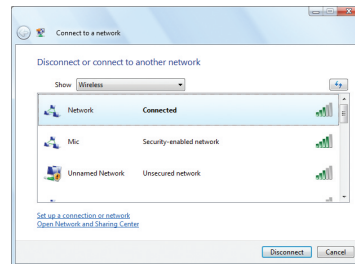 Connect to a network
Disconnect or connect to another network
Show Wireless
Network Connected
Mic Security-enabled network
Unnamed Network Unsecured network
Set up a connection or network
Open Network and Sharing Center
Disconnect Cancel